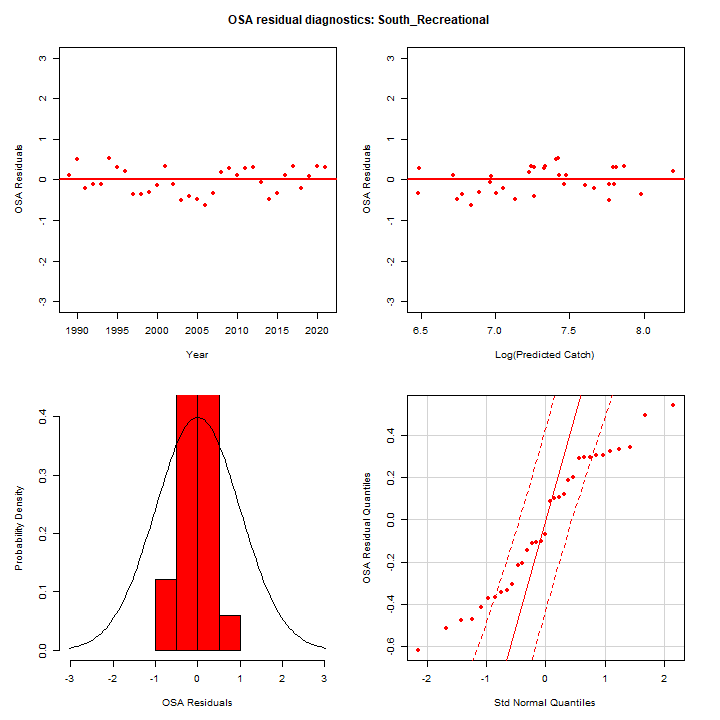 OSA residual diagnostics: South_Recreational
OSA Residuals
3
2
1
0
-1
-2
-3
1990 1995 2000 2005 2010 2015 2020
Year
OSA Residuals
3
2
1
0
-1
-2
-3
6.5 7.0 7.5 8.0
Log(Predicted Catch)
Probability Density
0.4
0.3
0.2
0.1
0.0
-3 -2 -1 0 1 2 3
OSA Residuals
OSA Residual Quantiles
0.4
0.2
0.0
-0.2
-0.4
-0.6
-2 -1 0 1 2
Std Normal Quantiles